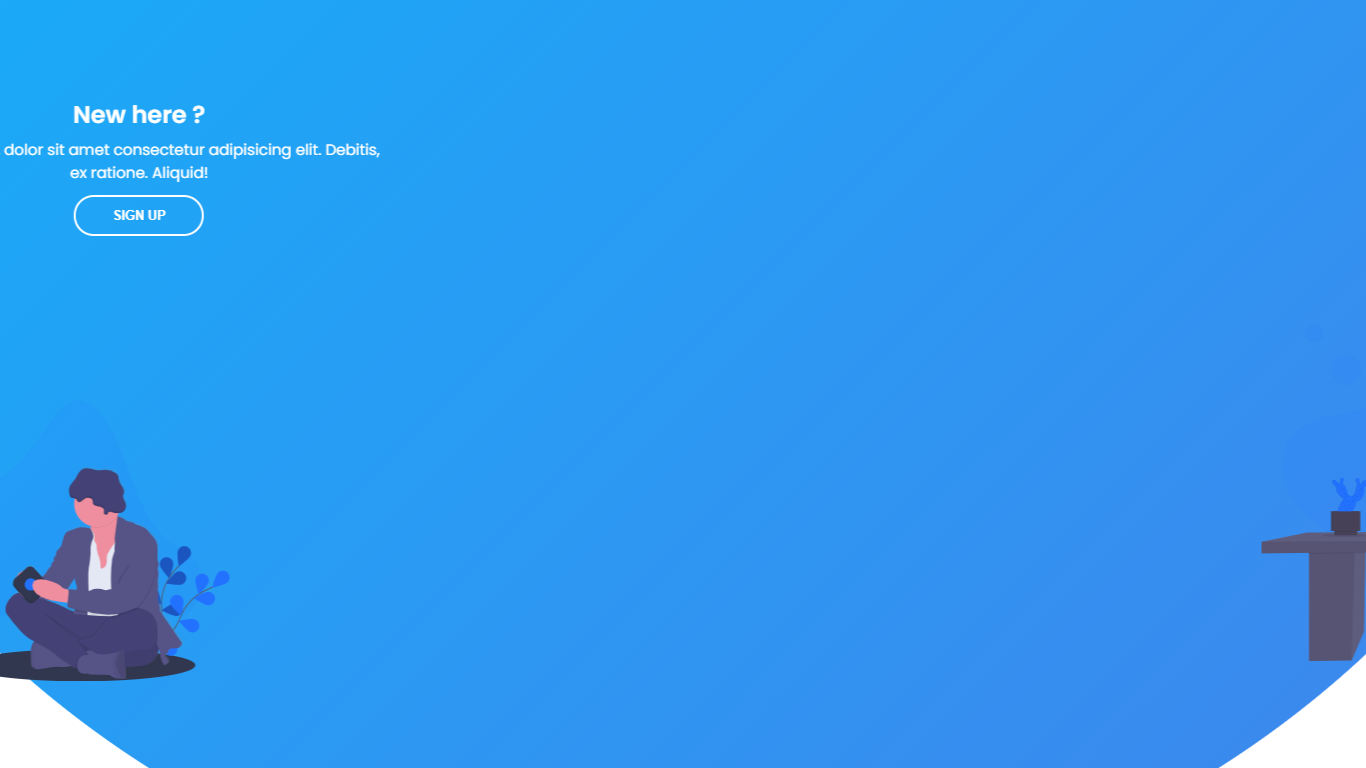 New here ?
dolor sit amet consectetur adipisicing elit. Debitis,
ex ratione. Aliquid!
SIGN UP